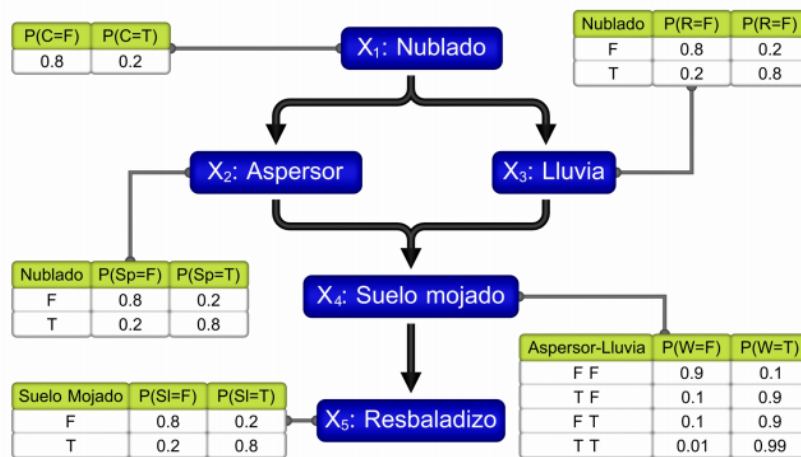 P(C=F) P(C=T)
0.8 0.2
X₁: Nublado
Nublado P(R=F) P(R=F)
F 0.8 0.2
T 0.2 0.8
X₂: Aspersor
X₃: Lluvia
Nublado P(Sp=F) P(Sp=T)
F 0.8 0.2
T 0.2 0.8
X₄: Suelo mojado
Aspersor-Lluvia P(W=F) P(W=T)
F F 0.9 0.1
T F 0.1 0.9
F T 0.1 0.9
T T 0.01 0.99
Suelo Mojado P(Sl=F) P(Sl=T)
F 0.8 0.2
T 0.2 0.8
X₅: Resbaladizo